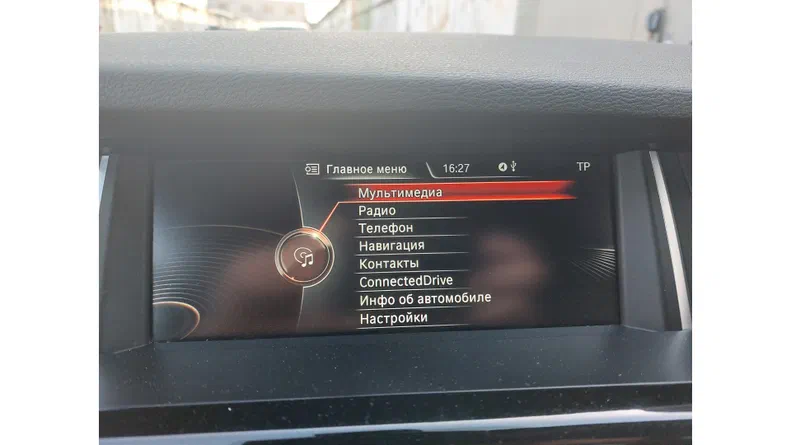 Главное меню 16:27 TP
Мультимедиа
Радио
Телефон
Навигация
Контакты
ConnectedDrive
Инфо об автомобиле
Настройки